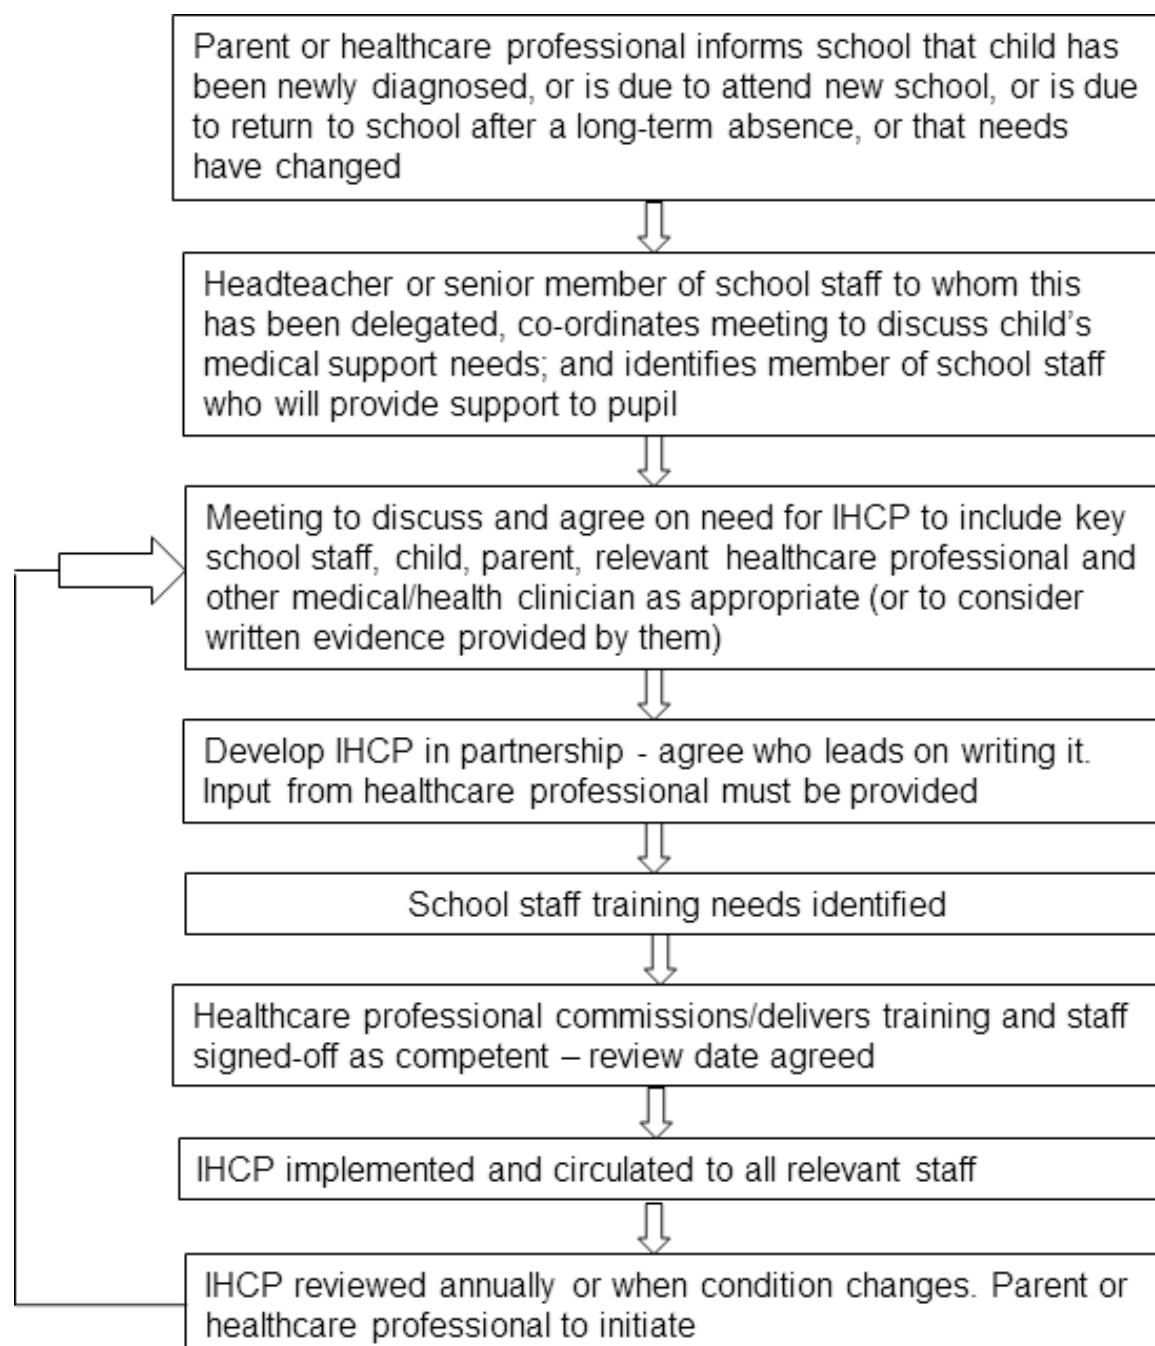 Parent or healthcare professional informs school that child has
been newly diagnosed, or is due to attend new school, or is due
to return to school after a long-term absence, or that needs
have changed
Headteacher or senior member of school staff to whom this
has been delegated, co-ordinates meeting to discuss child's
medical support needs; and identifies member of school staff
who will provide support to pupil
Meeting to discuss and agree on need for IHCP to include key
school staff, child, parent, relevant healthcare professional and
other medical/health clinician as appropriate (or to consider
written evidence provided by them)
Develop IHCP in partnership - agree who leads on writing it.
Input from healthcare professional must be provided
School staff training needs identified
Healthcare professional commissions/delivers training and staff
signed-off as competent – review date agreed
IHCP implemented and circulated to all relevant staff
IHCP reviewed annually or when condition changes. Parent or
healthcare professional to initiate